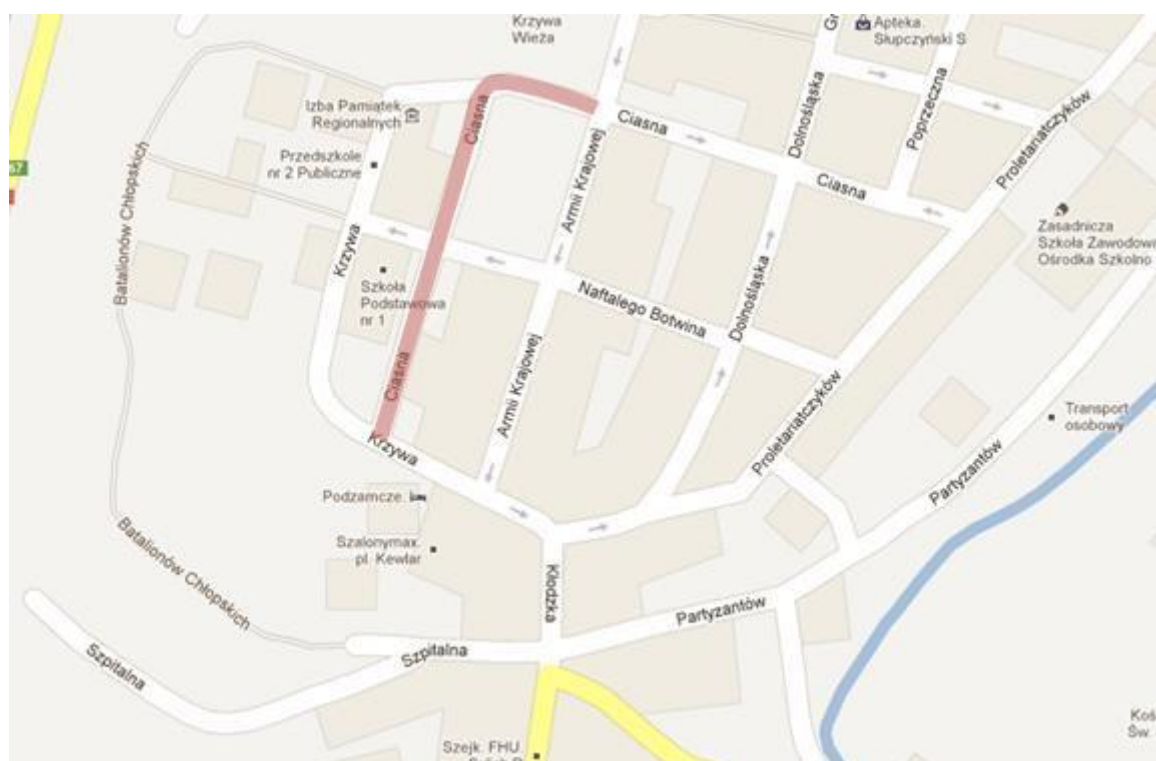 Krzywa
Wieża
Apteka
Słupczyński S
Izba Pamiątek
Regionalnych
Ciasna
Ciasna
Dolnośląska
Poprzeczna
Proletariatczyków
Przedszkole
nr 2 Publiczne
Armii Krajowej
Ciasna
67
Batalionów Chłopskich
Krzywa
Zasadnicza
Szkoła Zawodowa
Ośrodka Szkolno
Szkoła
Podstawowa
nr 1
Naftalego Botwina
Dolnośląska
Ciasna
Armii Krajowej
Proletariatczyków
Transport
osobowy
Krzywa
Partyzantów
Podzamcze
Szalonymax.
pl. Kewlar
Batalionów Chłopskich
Kłodzka
Partyzantów
Szpitalna
Szpitalna
Szejk. FHU.
Św.